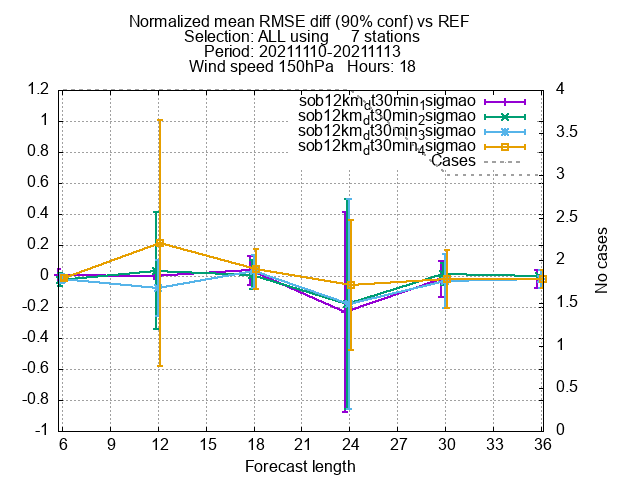 Normalized mean RMSE diff (90% conf) vs REF
Selection: ALL using     7 stations
Period: 20211110-20211113
Wind speed 150hPa   Hours: 18
1.2
1
0.8
0.6
0.4
0.2
0
-0.2
-0.4
-0.6
-0.8
-1
sob12km_dt30min_1sigmao
sob12km_dt30min_2sigmao
sob12km_dt30min_3sigmao
sob12km_dt30min_4sigmao
Cases
4
3.5
3
2.5
2
1.5
1
0.5
0
No cases
6 9 12 15 18 21 24 27 30 33 36
Forecast length